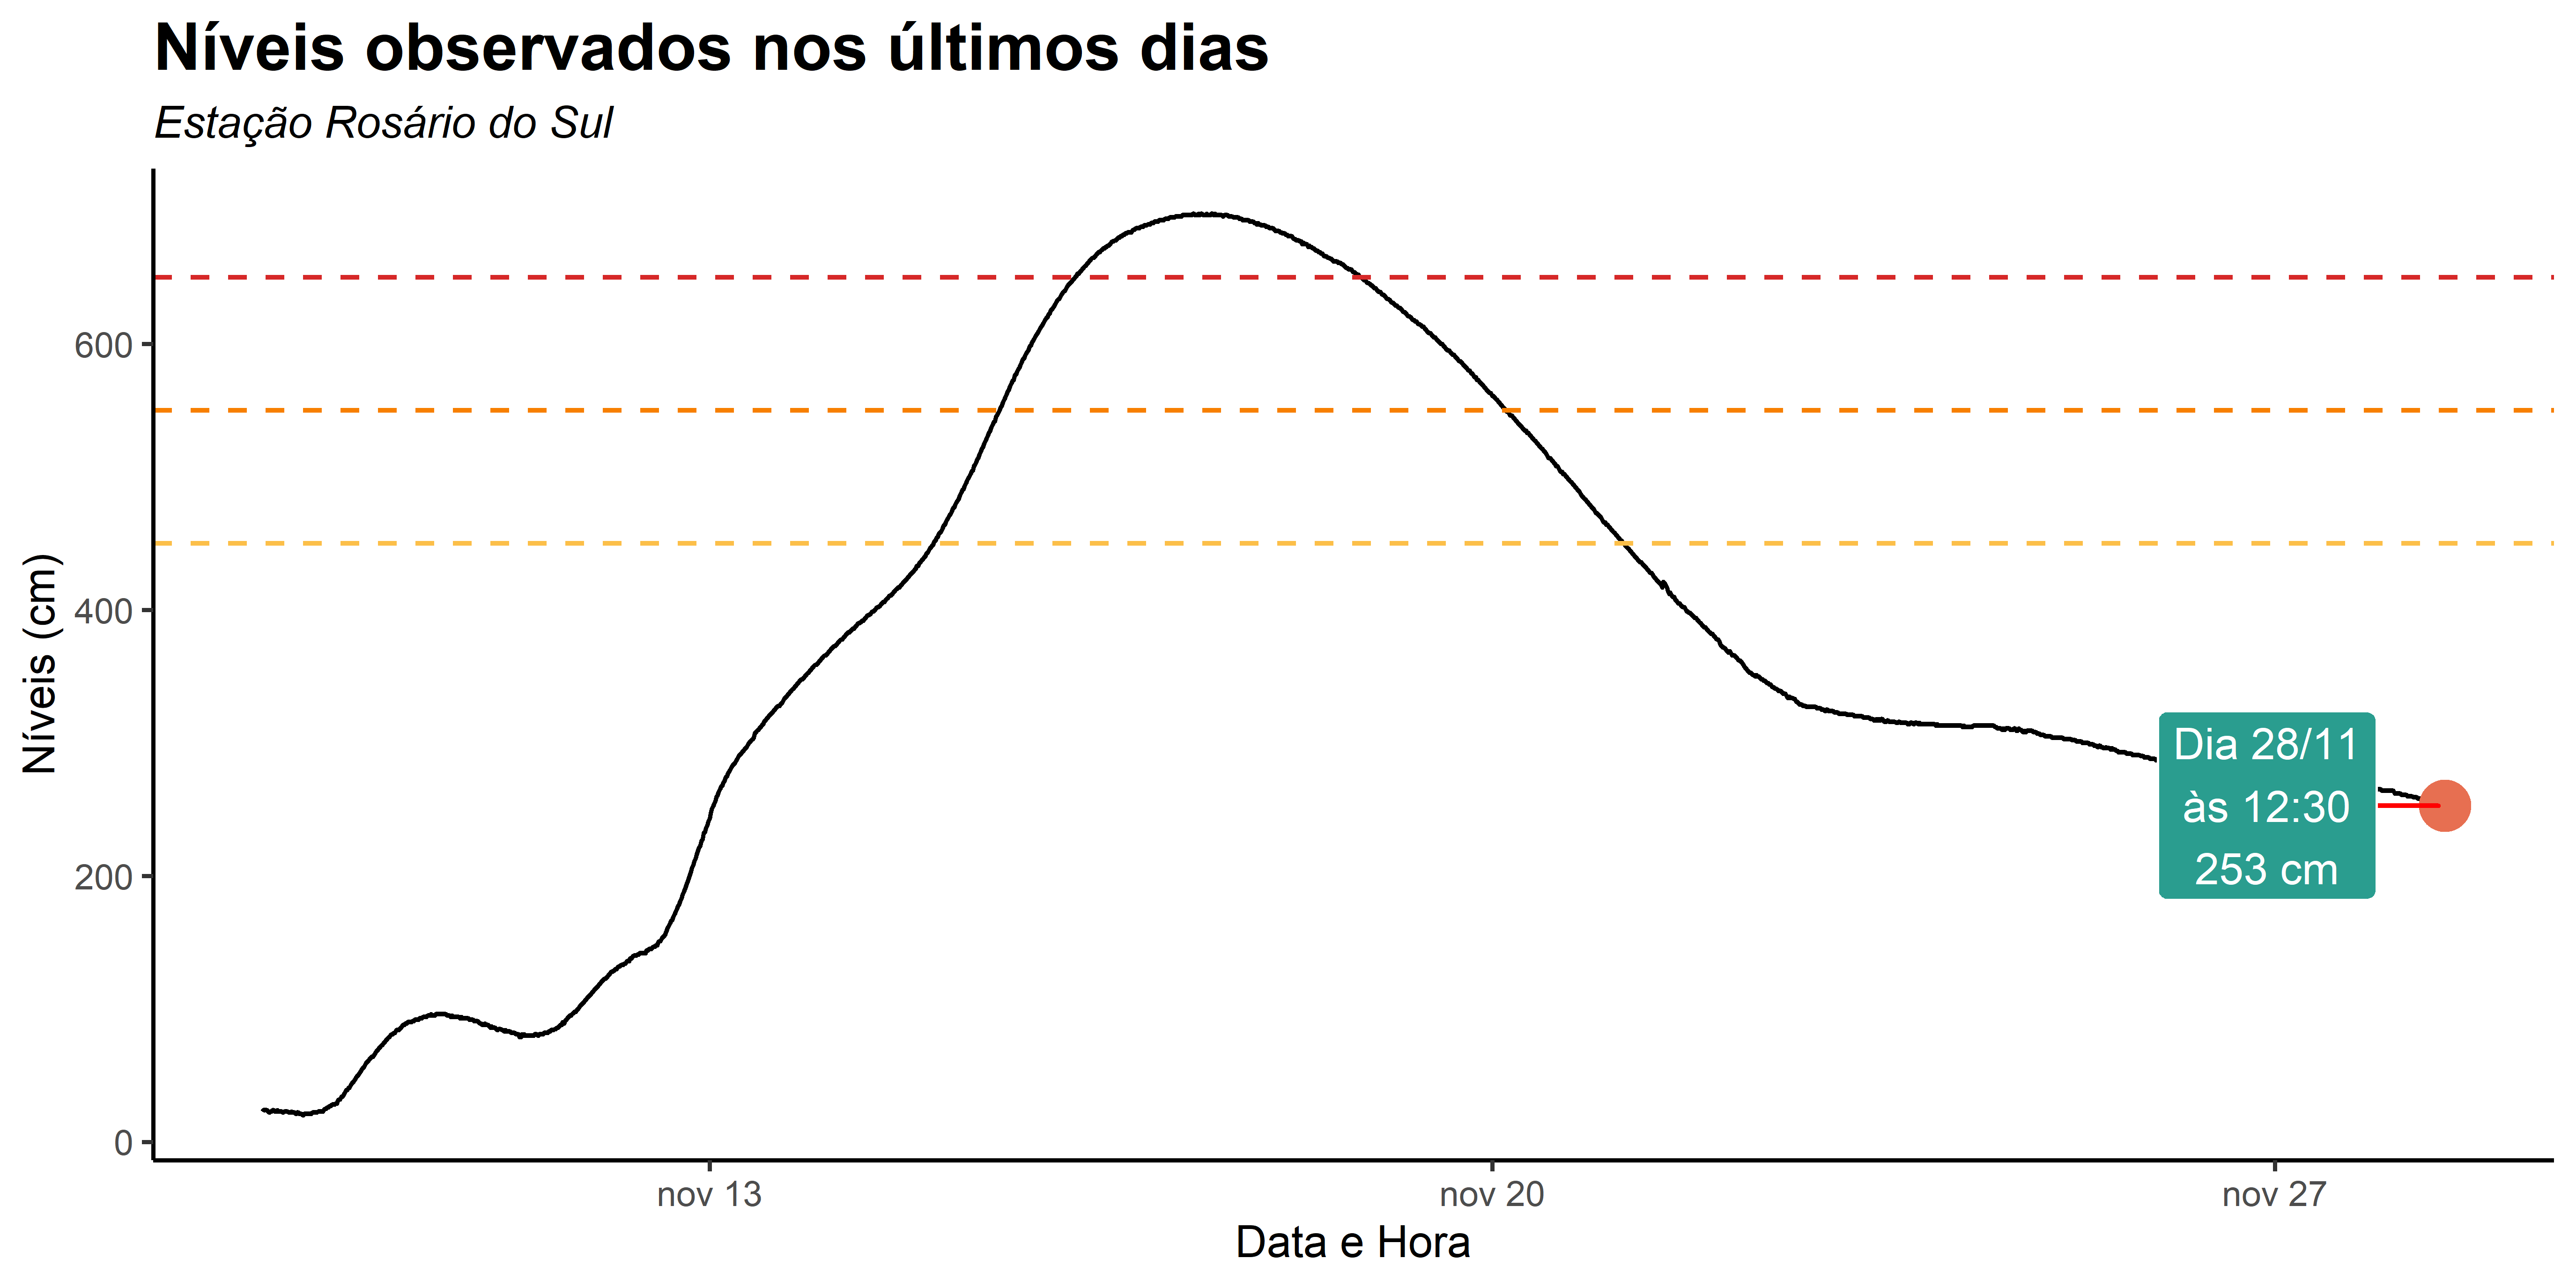 Níveis observados nos últimos dias
Estação Rosário do Sul
Níveis (cm)
600
400
200
0
Dia 28/11
às 12:30
253 cm
nov 13
nov 20
nov 27
Data e Hora